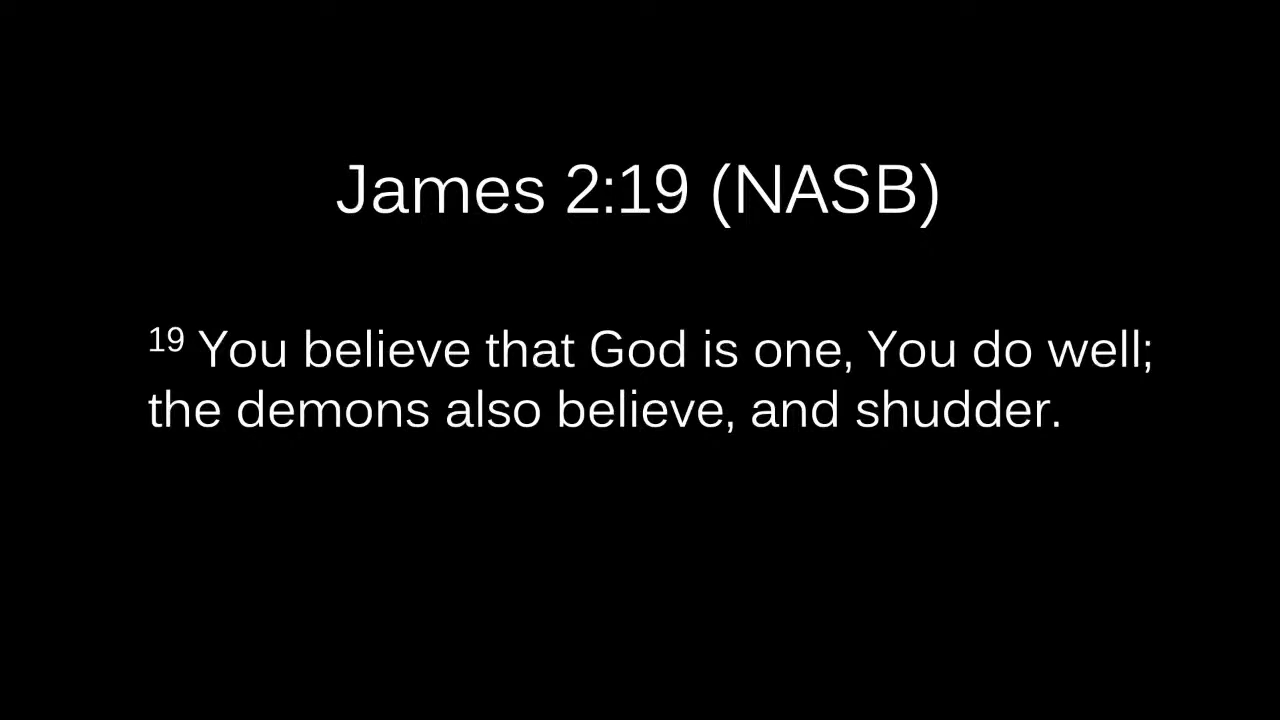 James 2:19 (NASB)
19 You believe that God is one, You do well;
the demons also believe, and shudder.